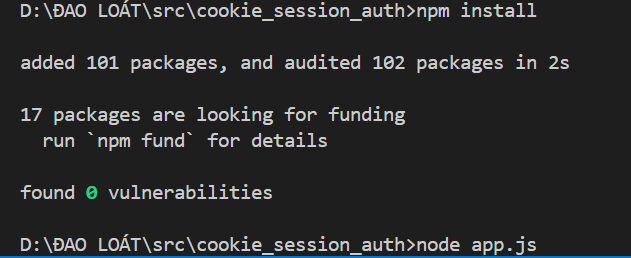 D:\ĐAO LOÁT\src\cookie_session_auth>npm install
added 101 packages, and audited 102 packages in 2s
17 packages are looking for funding
run `npm fund` for details
found 0 vulnerabilities
D:\ĐAO LOÁT\src\cookie_session_auth>node app.js